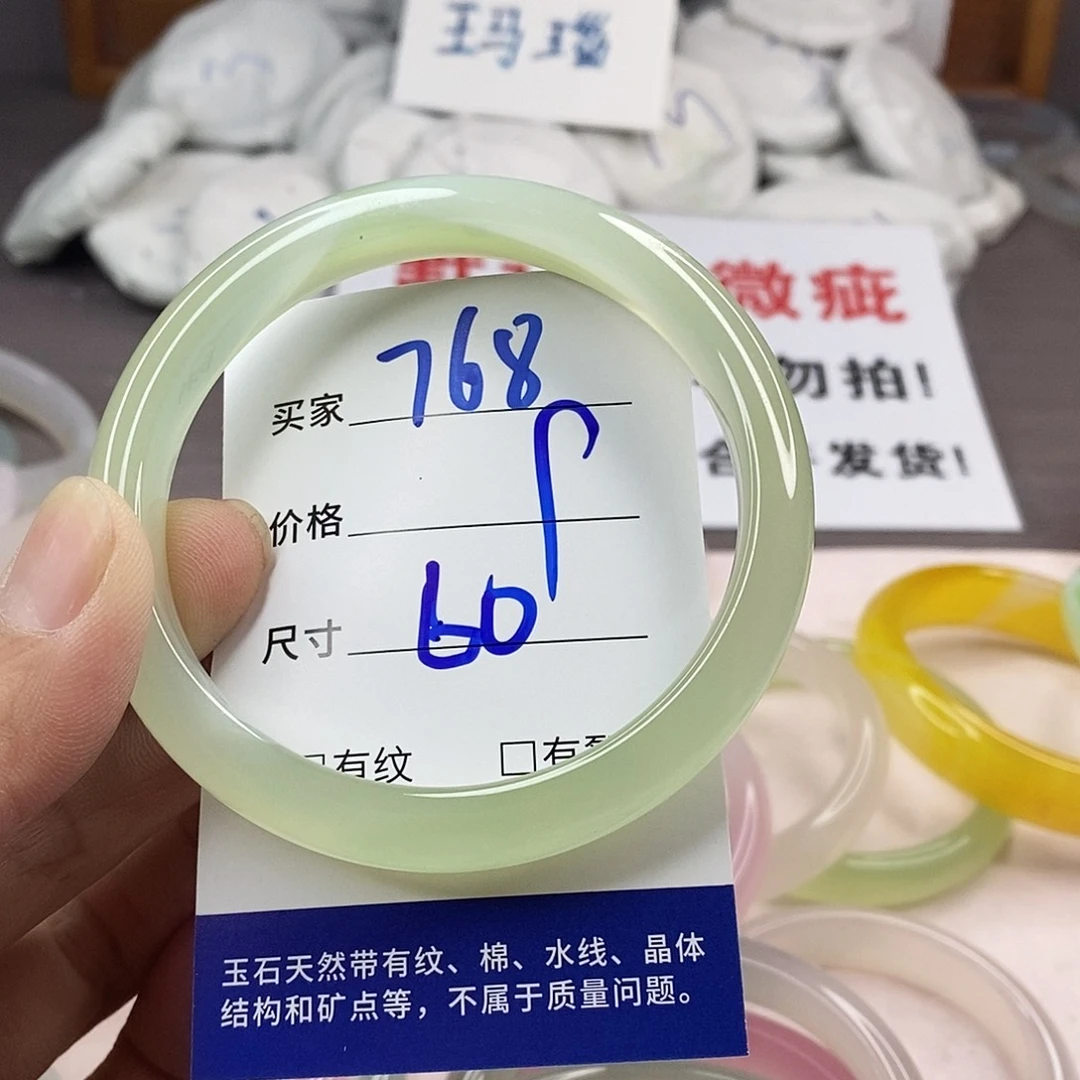 玉玛瑙
微疵
勿拍!
发货!
买家 768
价格
尺寸 60
有纹
□有
玉石天然带有纹、棉、水线、晶体
结构和矿点等，不属于质量问题。